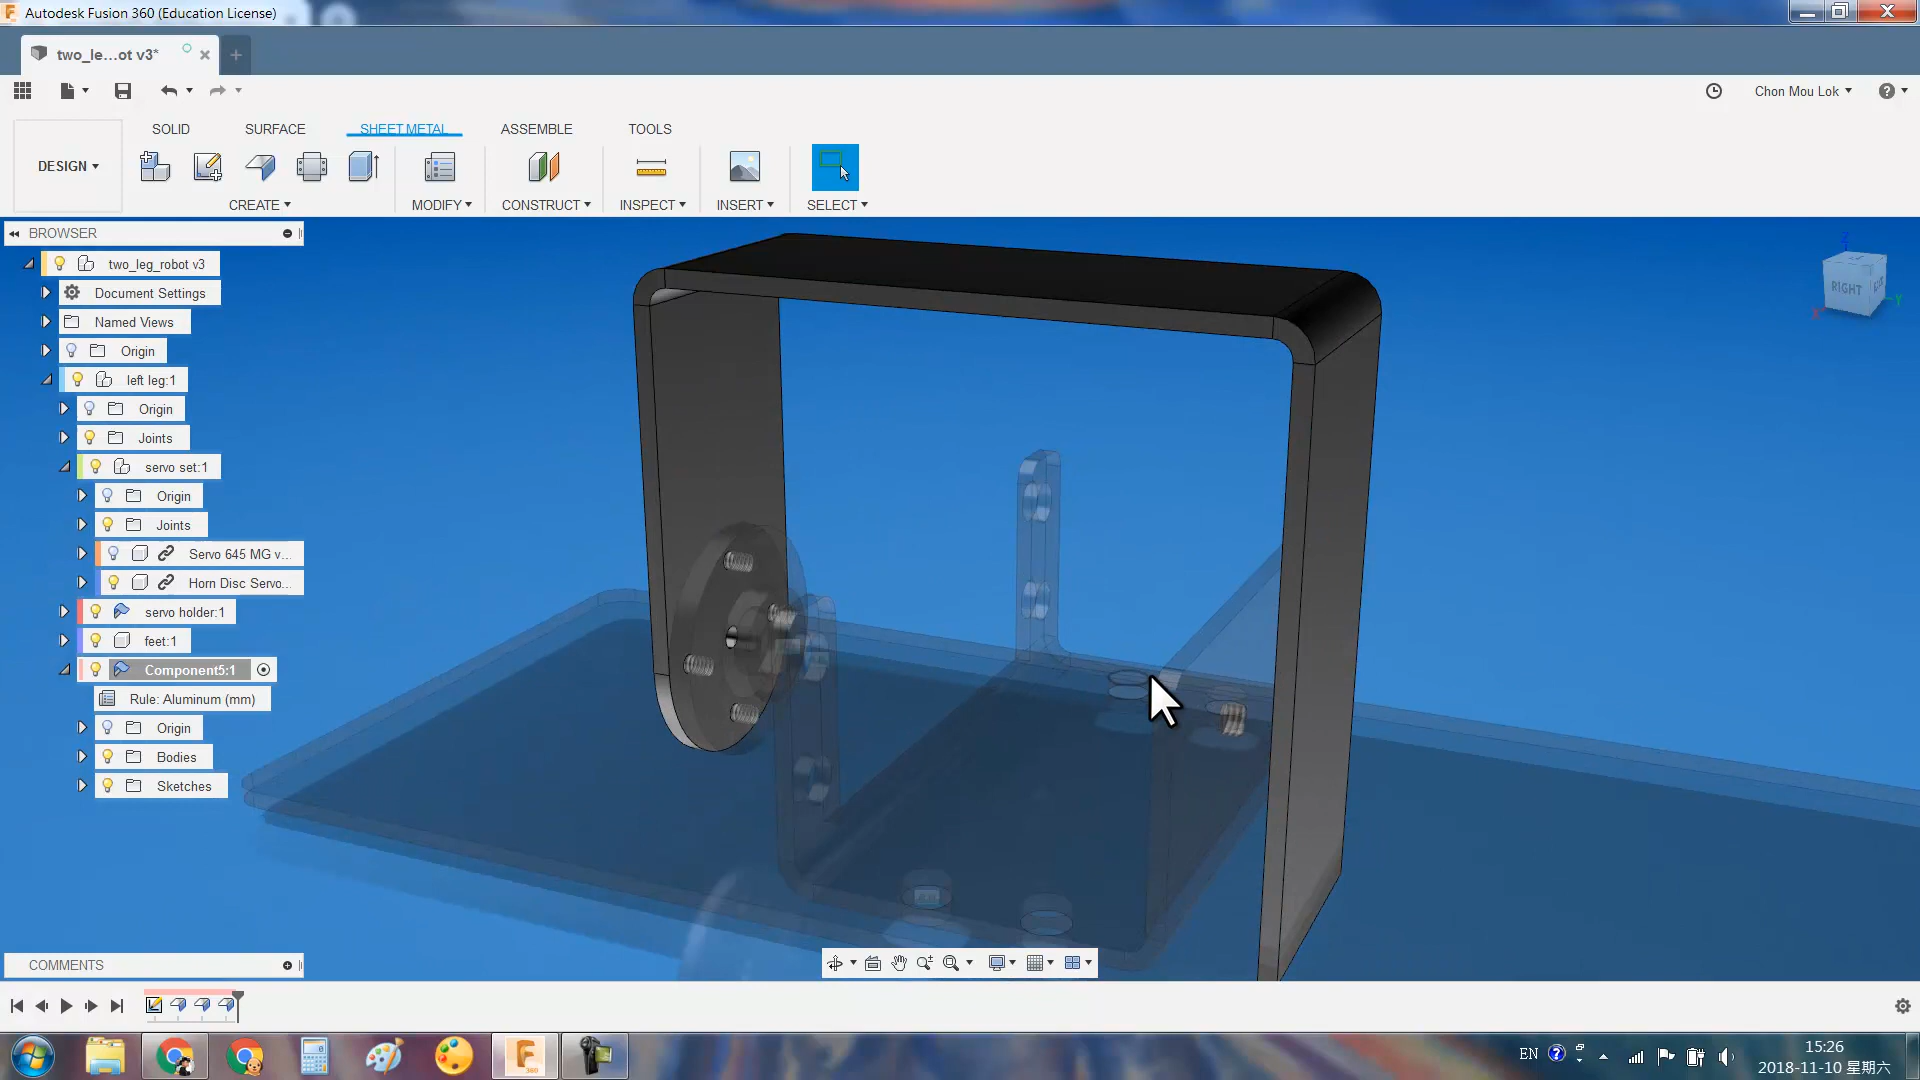 Autodesk Fusion 360 (Education License)
two_le...ot v3*
Chon Mou Lok
DESIGN
SOLID
SURFACE
SHEET METAL
ASSEMBLE
TOOLS
CREATE
MODIFY
CONSTRUCT
INSPECT
INSERT
SELECT
BROWSER
two_leg_robot v3
Document Settings
Named Views
Origin
left leg:1
Origin
Joints
servo set:1
Origin
Joints
Servo 645 MG v...
Horn Disc Servo...
servo holder:1
feet:1
Component5:1
Rule: Aluminum (mm)
Origin
Bodies
Sketches
RIGHT
Z
Y
X
COMMENTS
360
EN
15:26
2018-11-10 星期六